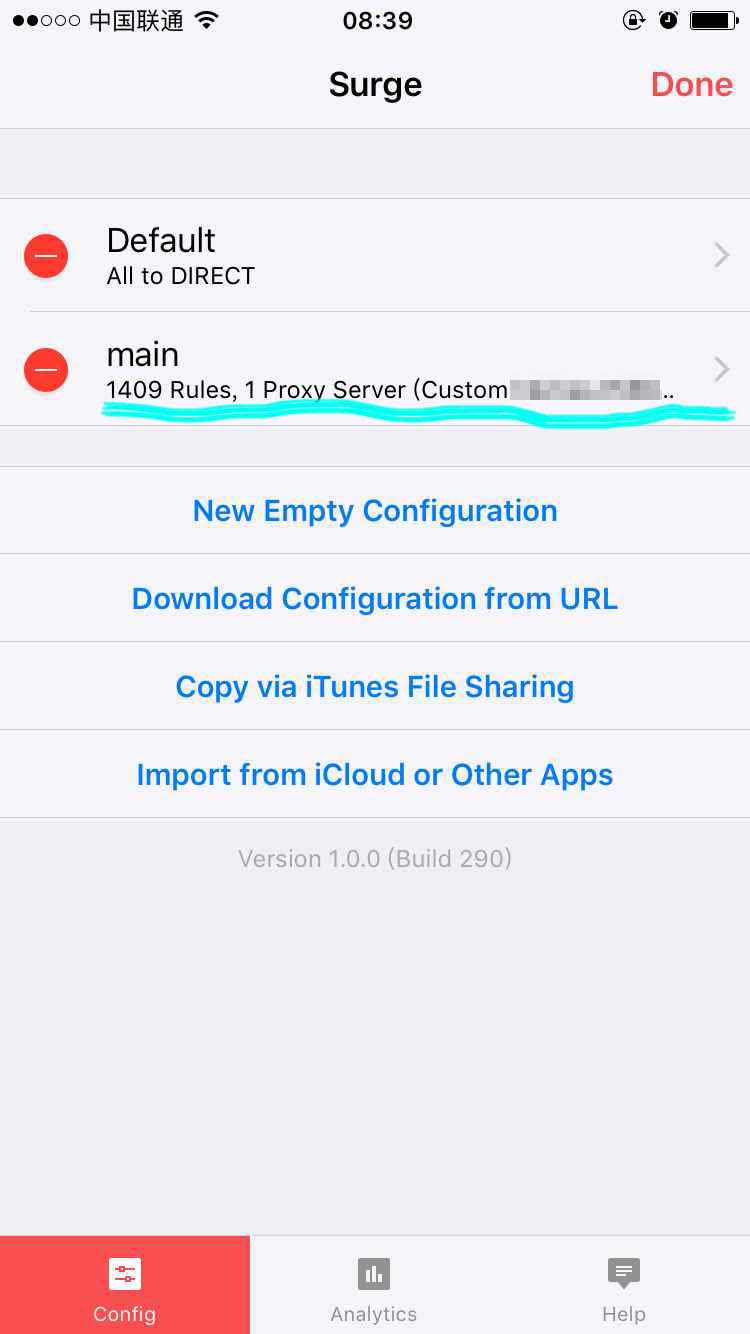 中国联通 08:39
Surge Done
Default
All to DIRECT
main
1409 Rules, 1 Proxy Server (Custom ..
New Empty Configuration
Download Configuration from URL
Copy via iTunes File Sharing
Import from iCloud or Other Apps
Version 1.0.0 (Build 290)
Config Analytics Help